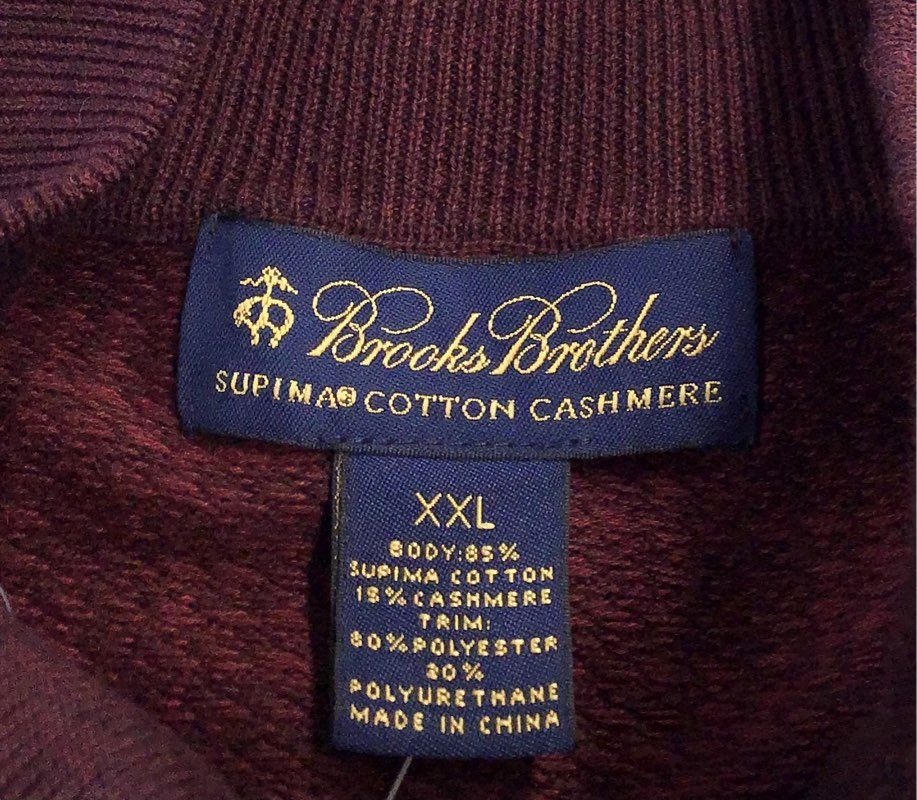 Brooks Brothers
SUPIMA® COTTON CASHMERE
XXL
BODY:85%
SUPIMA COTTON
15% CASHMERE
TRIM:
80% POLYESTER
20%
POLYURETHANE
MADE IN CHINA